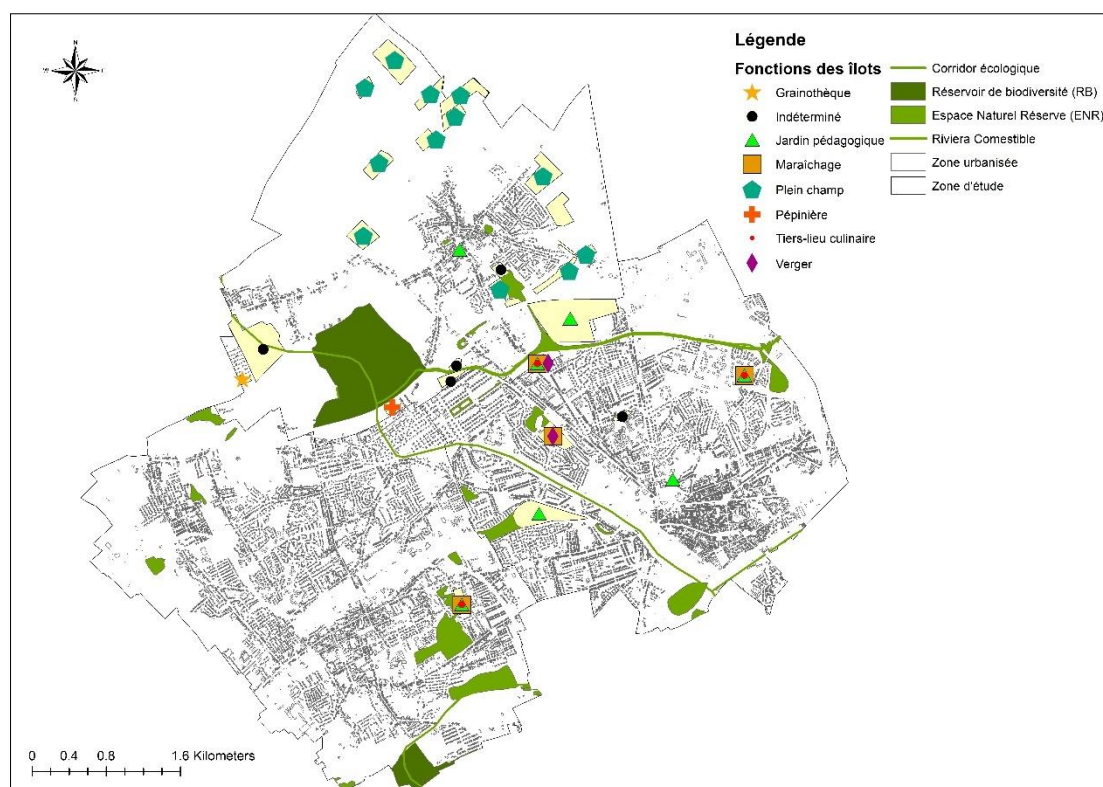 N
Légende
Fonctions des îlots
Grainothèque
Indéterminé
Jardin pédagogique
Maraîchage
Plein champ
Pépinière
Tiers-lieu culinaire
Verger
Corridor écologique
Réservoir de biodiversité (RB)
Espace Naturel Réserve (ENR)
Riviera Comestible
Zone urbanisée
Zone d'étude
0 0.4 0.8 1.6 Kilometers